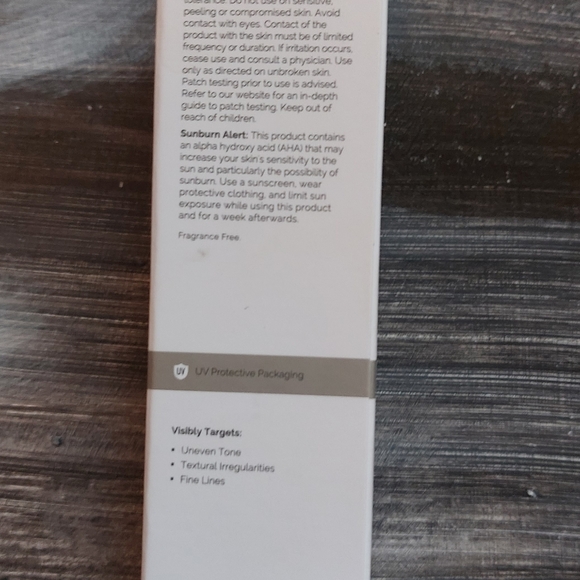 tolerance. Do not use on sensitive,
peeling or compromised skin. Avoid
contact with eyes. Contact of the
product with the skin must be of limited
frequency or duration. If irritation occurs,
cease use and consult a physician. Use
only as directed on unbroken skin.
Patch testing prior to use is advised.
Refer to our website for an in-depth
guide to patch testing. Keep out of
reach of children.
Sunburn Alert: This product contains
an alpha hydroxy acid (AHA) that may
increase your skin's sensitivity to the
sun and particularly the possibility of
sunburn. Use a sunscreen, wear
protective clothing, and limit sun
exposure while using this product
and for a week afterwards.
Fragrance Free.
UV UV Protective Packaging
Visibly Targets:
• Uneven Tone
• Textural Irregularities
• Fine Lines